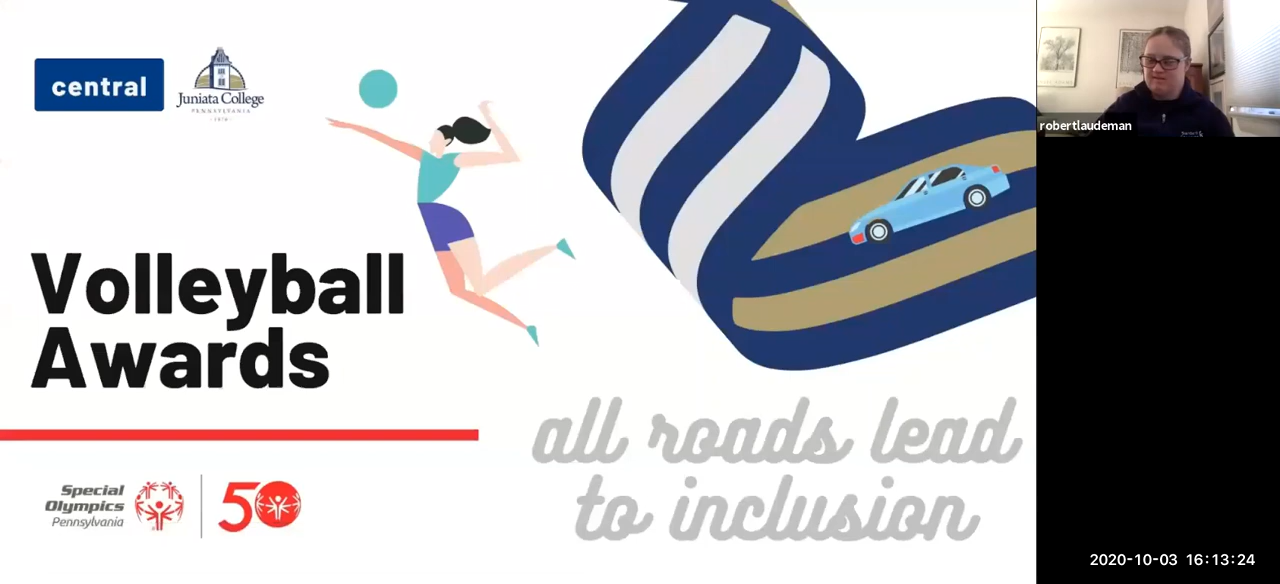 central
Juniata College
PENNSYLVANIA
Volleyball
Awards
all roads lead
to inclusion
Special
Olympics
Pennsylvania
50
robertlaudeman
2020-10-03 16:13:24